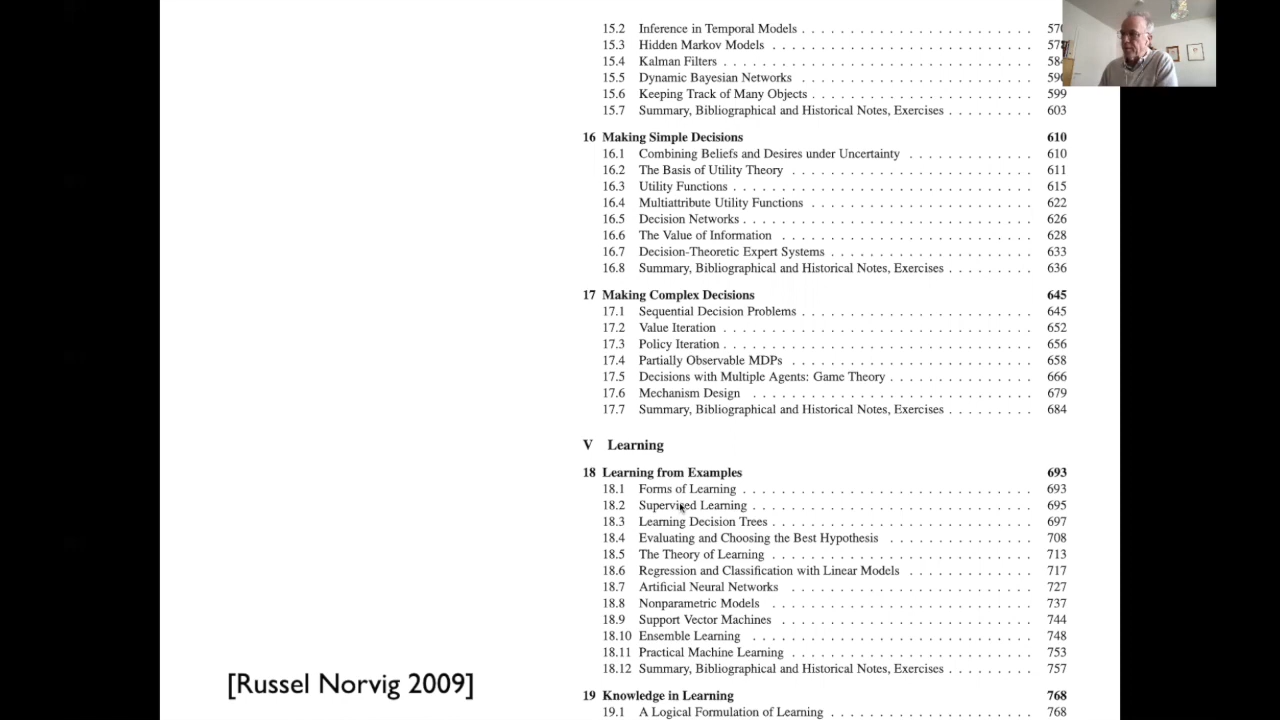 15.2 Inference in Temporal Models . . . . . . . . . . . . . . . . . . . . . . . . . 570
15.3 Hidden Markov Models . . . . . . . . . . . . . . . . . . . . . . . . . 578
15.4 Kalman Filters . . . . . . . . . . . . . . . . . . . . . . . . . 584
15.5 Dynamic Bayesian Networks . . . . . . . . . . . . . . . . . . . . . . . . . 590
15.6 Keeping Track of Many Objects . . . . . . . . . . . . . . . . . . . . 599
15.7 Summary, Bibliographical and Historical Notes, Exercises . . . . . . . . . 603
16 Making Simple Decisions 610
16.1 Combining Beliefs and Desires under Uncertainty . . . . . . . . . . . . . 610
16.2 The Basis of Utility Theory . . . . . . . . . . . . . . . . . . . . . . 611
16.3 Utility Functions . . . . . . . . . . . . . . . . . . . . . . . . . . . 615
16.4 Multiattribute Utility Functions . . . . . . . . . . . . . . . . . . . . 622
16.5 Decision Networks . . . . . . . . . . . . . . . . . . . . . . . . . . 626
16.6 The Value of Information . . . . . . . . . . . . . . . . . . . . . . . 628
16.7 Decision-Theoretic Expert Systems . . . . . . . . . . . . . . . . . . . 633
16.8 Summary, Bibliographical and Historical Notes, Exercises . . . . . . . . . 636
17 Making Complex Decisions 645
17.1 Sequential Decision Problems . . . . . . . . . . . . . . . . . . . . . 645
17.2 Value Iteration . . . . . . . . . . . . . . . . . . . . . . . . . . . . 652
17.3 Policy Iteration . . . . . . . . . . . . . . . . . . . . . . . . . . . . 656
17.4 Partially Observable MDPs . . . . . . . . . . . . . . . . . . . . . . 658
17.5 Decisions with Multiple Agents: Game Theory . . . . . . . . . . . . . . 666
17.6 Mechanism Design . . . . . . . . . . . . . . . . . . . . . . . . . . 679
17.7 Summary, Bibliographical and Historical Notes, Exercises . . . . . . . . . 684
V Learning
18 Learning from Examples 693
18.1 Forms of Learning . . . . . . . . . . . . . . . . . . . . . . . . . . 693
18.2 Supervised Learning . . . . . . . . . . . . . . . . . . . . . . . . . 695
18.3 Learning Decision Trees . . . . . . . . . . . . . . . . . . . . . . . 697
18.4 Evaluating and Choosing the Best Hypothesis . . . . . . . . . . . . . . 708
18.5 The Theory of Learning . . . . . . . . . . . . . . . . . . . . . . . . 713
18.6 Regression and Classification with Linear Models . . . . . . . . . . . . . 717
18.7 Artificial Neural Networks . . . . . . . . . . . . . . . . . . . . . . . 727
18.8 Nonparametric Models . . . . . . . . . . . . . . . . . . . . . . . . 737
18.9 Support Vector Machines . . . . . . . . . . . . . . . . . . . . . . . 744
18.10 Ensemble Learning . . . . . . . . . . . . . . . . . . . . . . . . . . 748
18.11 Practical Machine Learning . . . . . . . . . . . . . . . . . . . . . . 753
18.12 Summary, Bibliographical and Historical Notes, Exercises . . . . . . . . . 757
19 Knowledge in Learning 768
19.1 A Logical Formulation of Learning . . . . . . . . . . . . . . . . . . . 768
[Russel Norvig 2009]